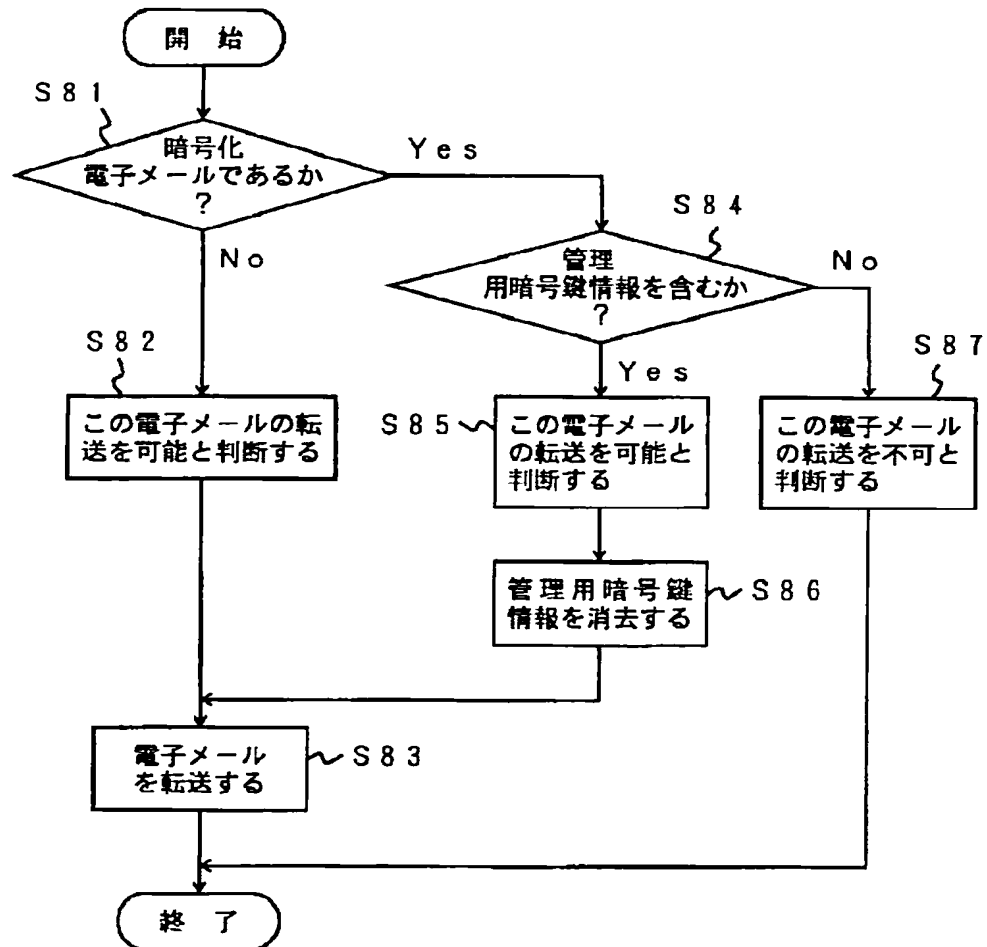 開 始
S81
暗号化
電子メールであるか
?
Yes
No
S84
管理
用暗号鍵情報を含むか
?
No
Yes
S82
この電子メールの転
送を可能と判断する
S85
この電子メール
の転送を可能と
判断する
S87
この電子メール
の転送を不可と
判断する
管理用暗号鍵
情報を消去する
S86
電子メール
を転送する
S83
終 了